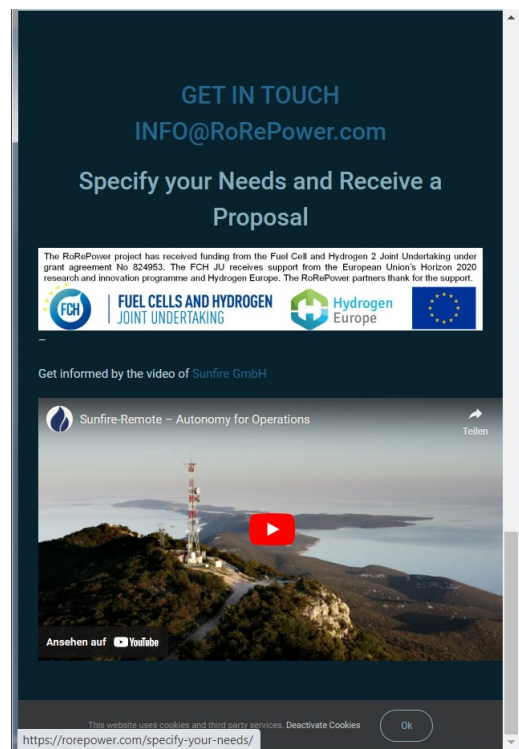 GET IN TOUCH
INFO@RoRePower.com
Specify your Needs and Receive a
Proposal
The RoRePower project has received funding from the Fuel Cell and Hydrogen 2 Joint Undertaking under
grant agreement No 824953. The FCH JU receives support from the European Union's Horizon 2020
research and innovation programme and Hydrogen Europe. The RoRePower partners thank for the support.
FCH
FUEL CELLS AND HYDROGEN
JOINT UNDERTAKING
Hydrogen
Europe
–
Get informed by the video of Sunfire GmbH
Sunfire-Remote – Autonomy for Operations
Teilen
Ansehen auf YouTube
This website uses cookies and third party services. Deactivate Cookies
Ok
https://rorepower.com/specify-your-needs/